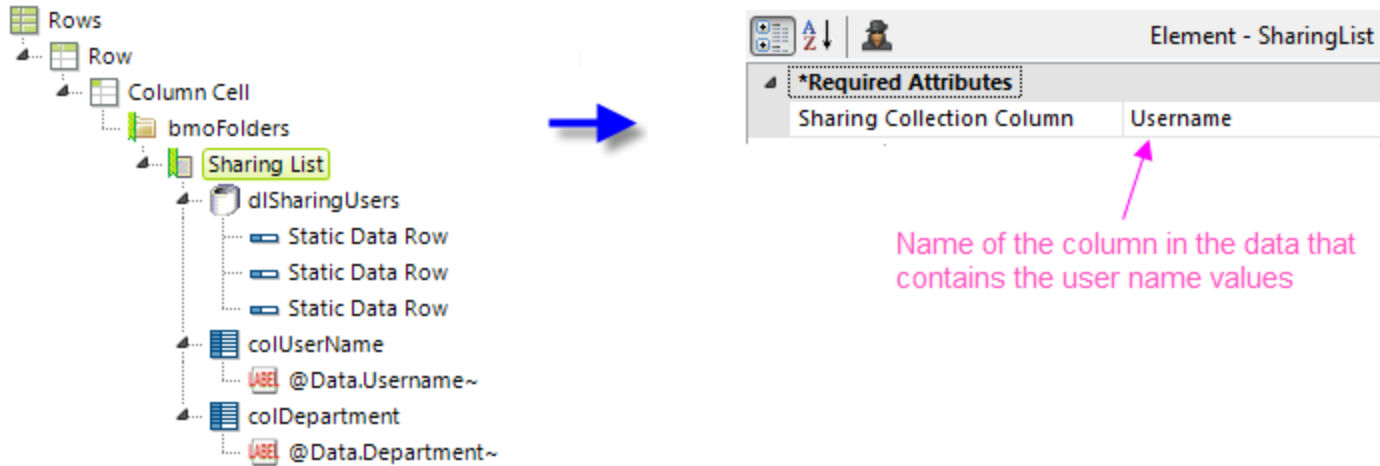 Rows
Row
Column Cell
bmoFolders
Sharing List
dlSharingUsers
Static Data Row
Static Data Row
Static Data Row
colUserName
LABEL @Data.Username~
colDepartment
LABEL @Data.Department~
A
Z
Element - SharingList
*Required Attributes
Sharing Collection Column Username
Name of the column in the data that
contains the user name values